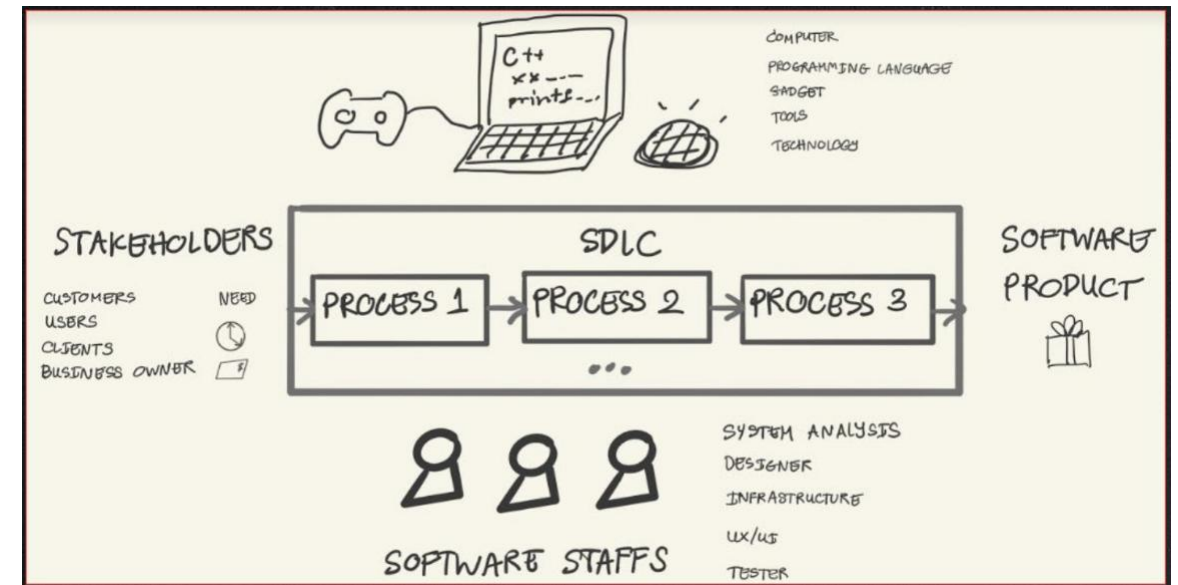 C++
xx ---
printf---
COMPUTER
PROGRAMMING LANGUAGE
GADGET
TOOLS
TECHNOLOGY
STAKEHOLDERS
CUSTOMERS
USERS
CLIENTS
BUSINESS OWNER
NEED
$
SDLC
PROCESS 1
PROCESS 2
PROCESS 3
...
SOFTWARE
PRODUCT
SOFTWARE STAFFS
SYSTEM ANALYSIS
DESIGNER
INFRASTRUCTURE
UX/UI
TESTER